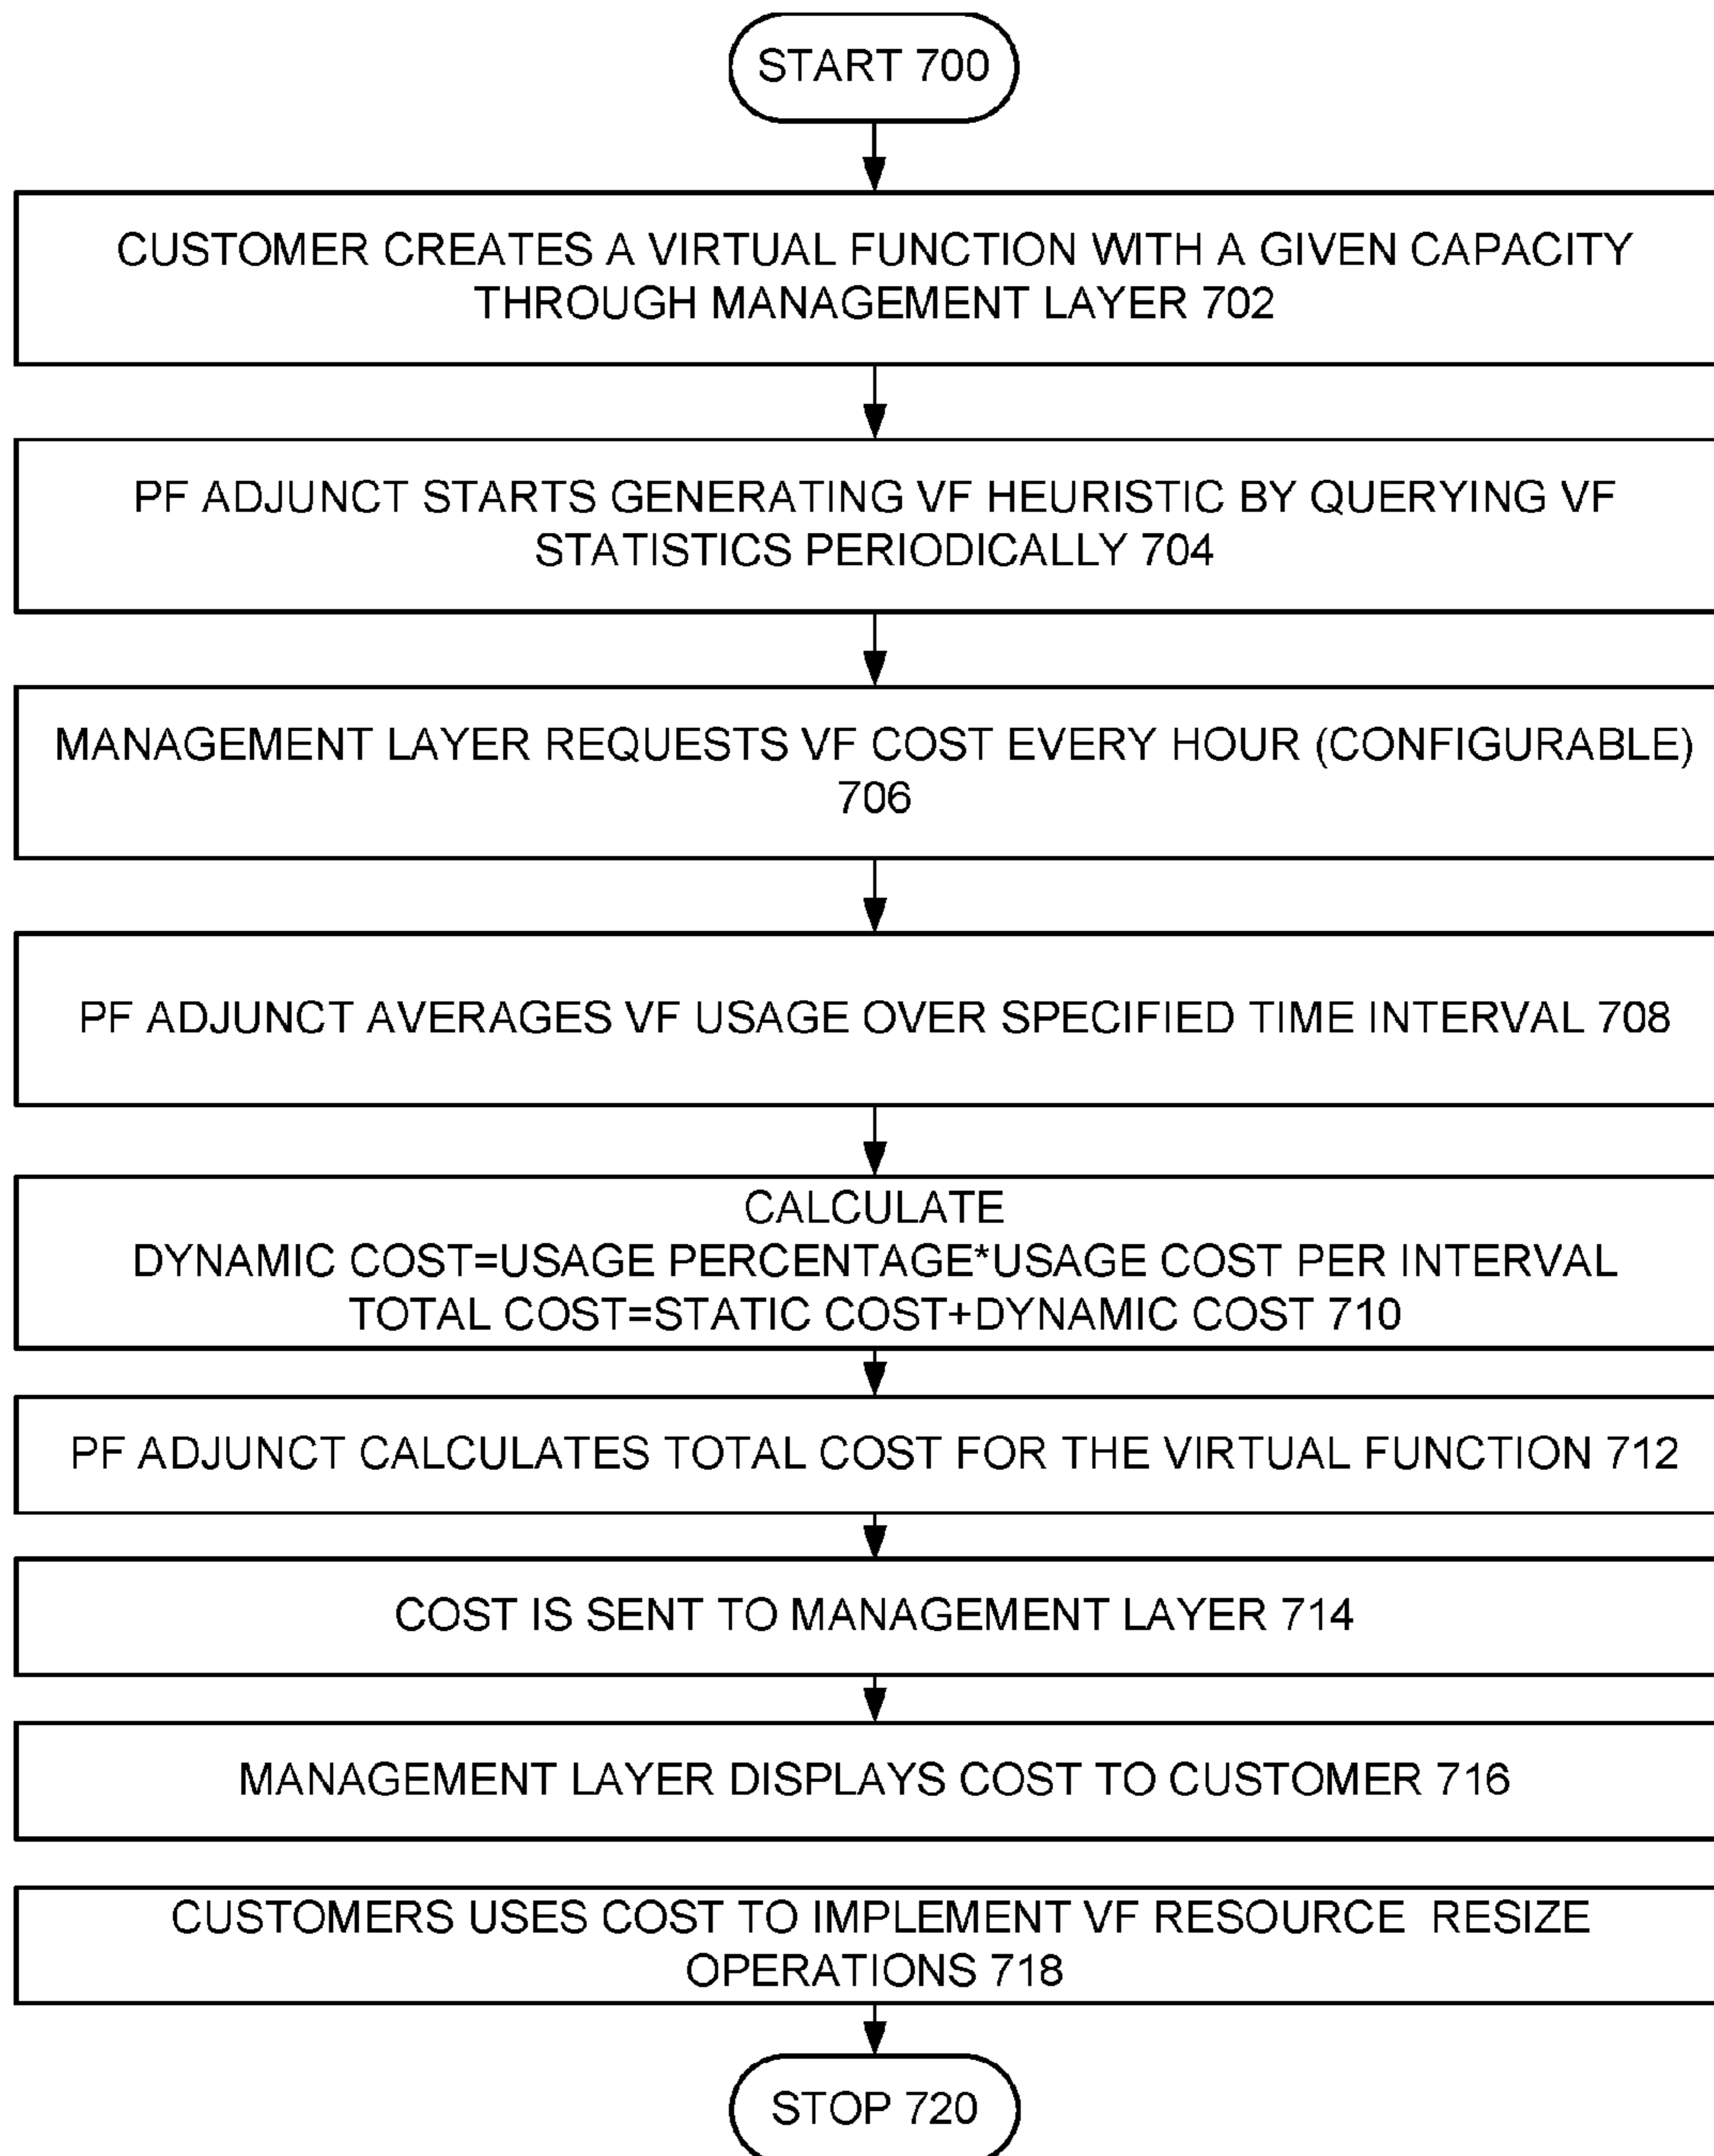 START 700
CUSTOMER CREATES A VIRTUAL FUNCTION WITH A GIVEN CAPACITY
THROUGH MANAGEMENT LAYER 702
PF ADJUNCT STARTS GENERATING VF HEURISTIC BY QUERYING VF
STATISTICS PERIODICALLY 704
MANAGEMENT LAYER REQUESTS VF COST EVERY HOUR (CONFIGURABLE)
706
PF ADJUNCT AVERAGES VF USAGE OVER SPECIFIED TIME INTERVAL 708
CALCULATE
DYNAMIC COST=USAGE PERCENTAGE*USAGE COST PER INTERVAL
TOTAL COST=STATIC COST+DYNAMIC COST 710
PF ADJUNCT CALCULATES TOTAL COST FOR THE VIRTUAL FUNCTION 712
COST IS SENT TO MANAGEMENT LAYER 714
MANAGEMENT LAYER DISPLAYS COST TO CUSTOMER 716
CUSTOMERS USES COST TO IMPLEMENT VF RESOURCE RESIZE
OPERATIONS 718
STOP 720